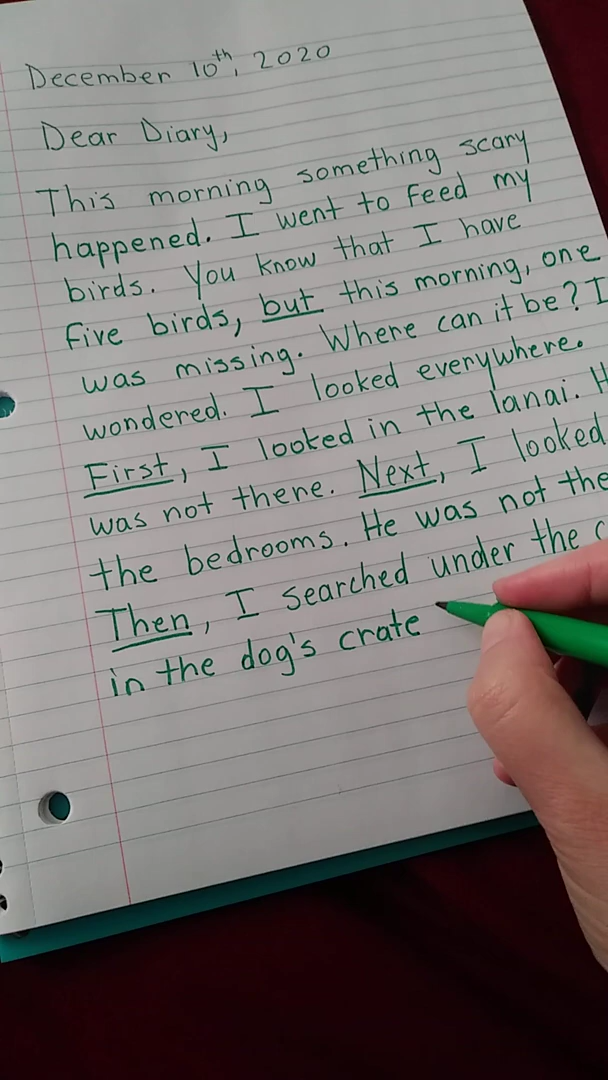 December 10th, 2020
Dear Diary,
This morning something scary
happened. I went to feed my
birds. You know that I have
five birds, but this morning, one
was missing. Where can it be? I
wondered. I looked everywhere.
First, I looked in the lanai. H
was not there. Next, I looked
the bedrooms. He was not the
Then, I searched under the c
in the dog's crate